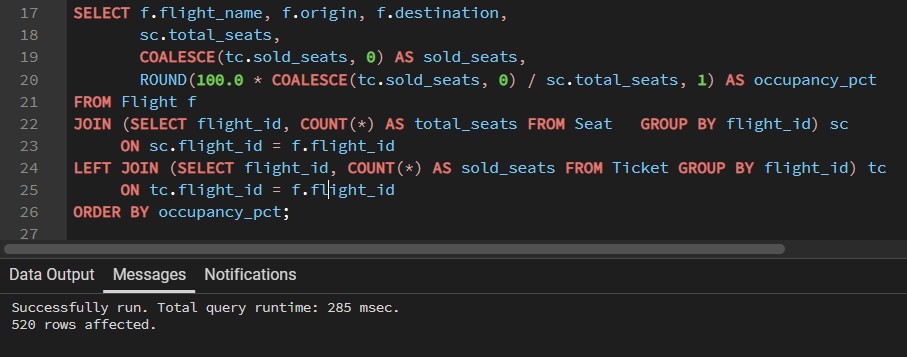 17 SELECT f.flight_name, f.origin, f.destination,
18        sc.total_seats,
19        COALESCE(tc.sold_seats, 0) AS sold_seats,
20        ROUND(100.0 * COALESCE(tc.sold_seats, 0) / sc.total_seats, 1) AS occupancy_pct
21 FROM Flight f
22 JOIN (SELECT flight_id, COUNT(*) AS total_seats FROM Seat   GROUP BY flight_id) sc
23      ON sc.flight_id = f.flight_id
24 LEFT JOIN (SELECT flight_id, COUNT(*) AS sold_seats FROM Ticket GROUP BY flight_id) tc
25      ON tc.flight_id = f.flight_id
26 ORDER BY occupancy_pct;
27
Data Output Messages Notifications
Successfully run. Total query runtime: 285 msec.
520 rows affected.